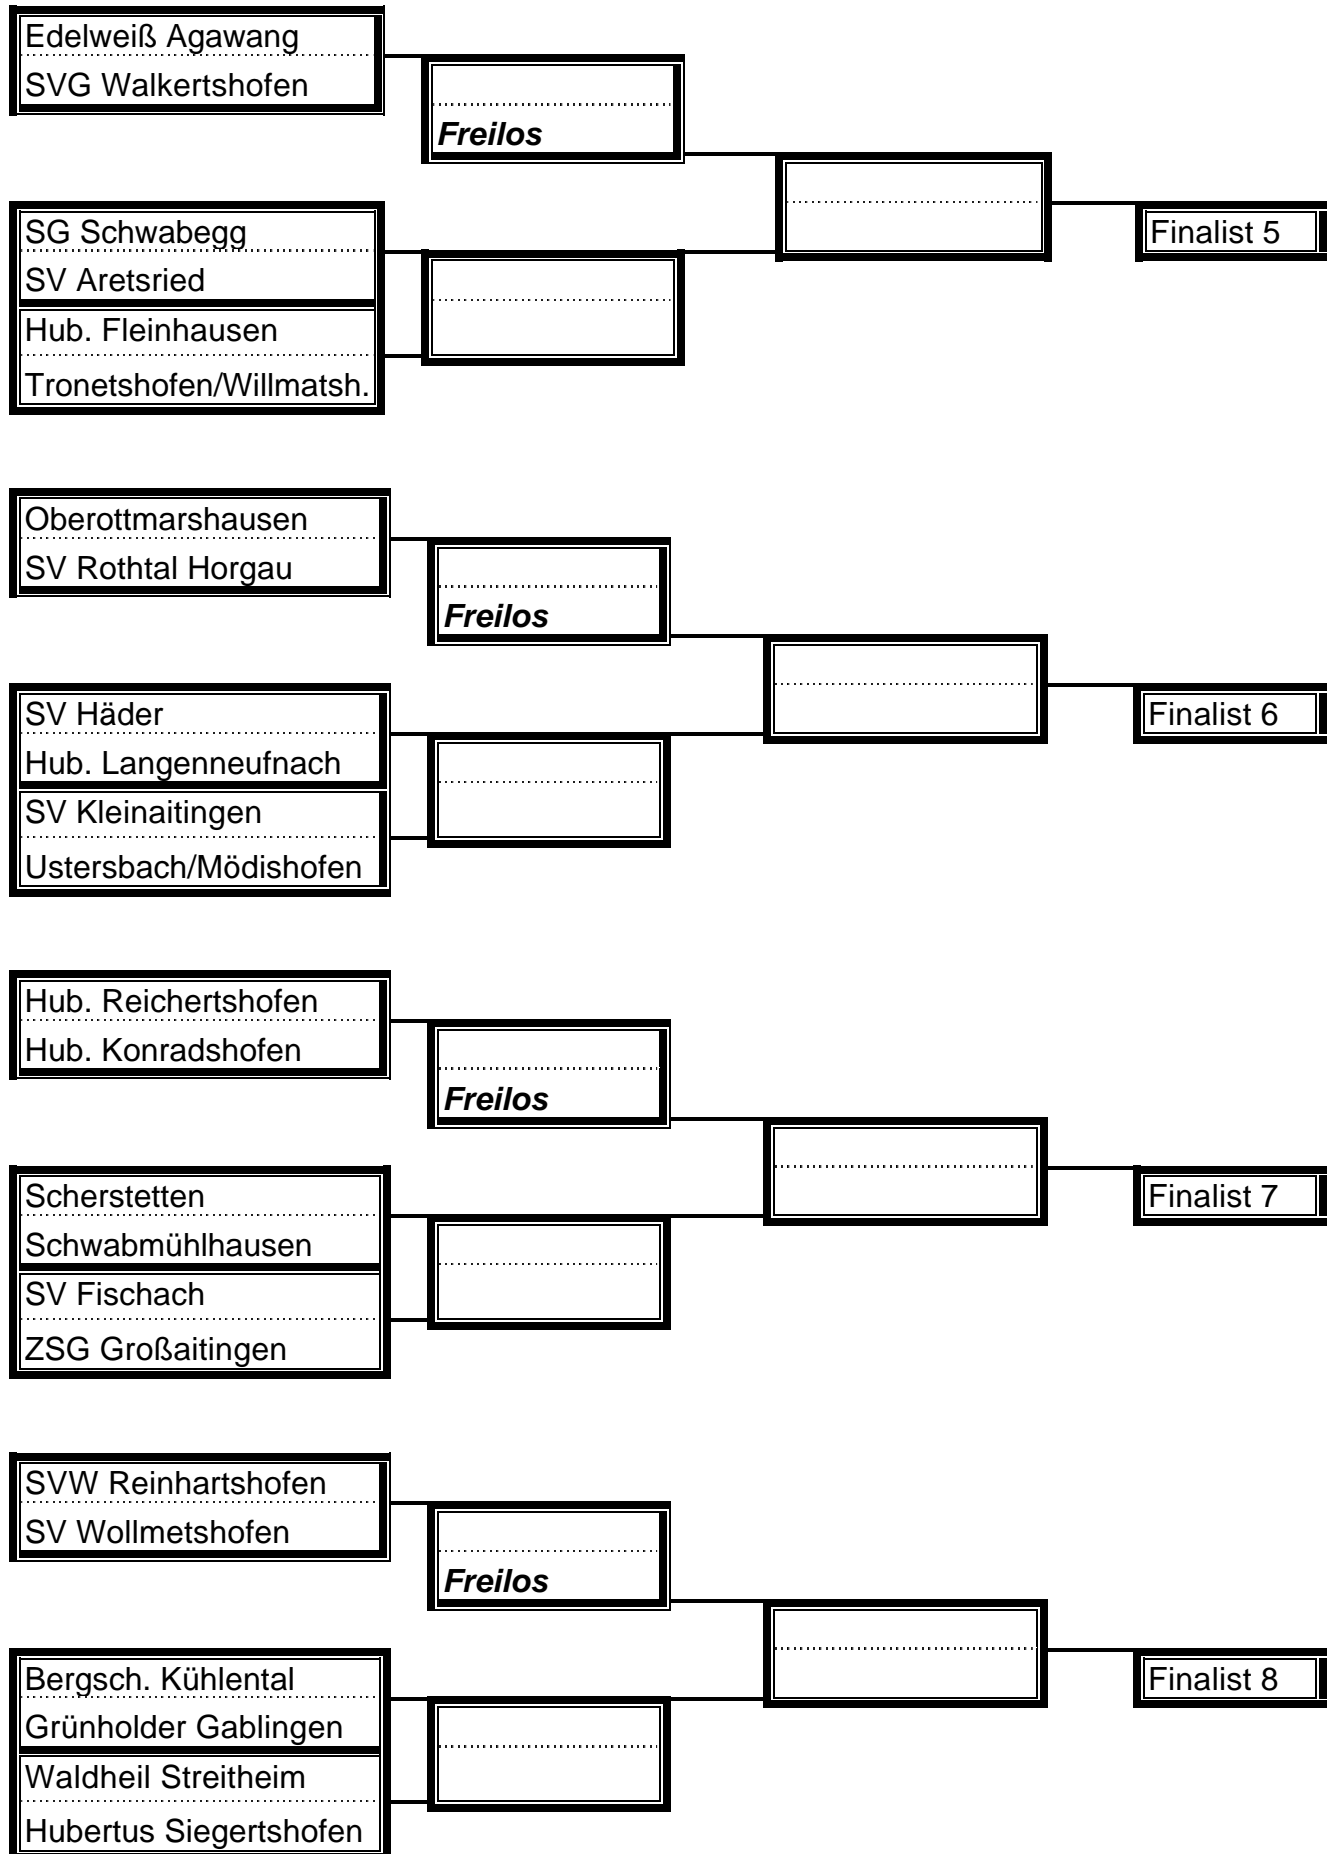 Edelweiß Agawang
SVG Walkertshofen
Freilos
SG Schwabegg
SV Aretsried
Hub. Fleinhausen
Tronetshofen/Willmatsh.
Finalist 5
Oberottmarshausen
SV Rothtal Horgau
Freilos
SV Häder
Hub. Langenneufnach
SV Kleinaitingen
Ustersbach/Mödishofen
Finalist 6
Hub. Reichertshofen
Hub. Konradshofen
Freilos
Scherstetten
Schwabmühlhausen
SV Fischach
ZSG Großaitingen
Finalist 7
SVW Reinhartshofen
SV Wollmetshofen
Freilos
Bergsch. Kühlental
Grünholder Gablingen
Waldheil Streitheim
Hubertus Siegertshofen
Finalist 8